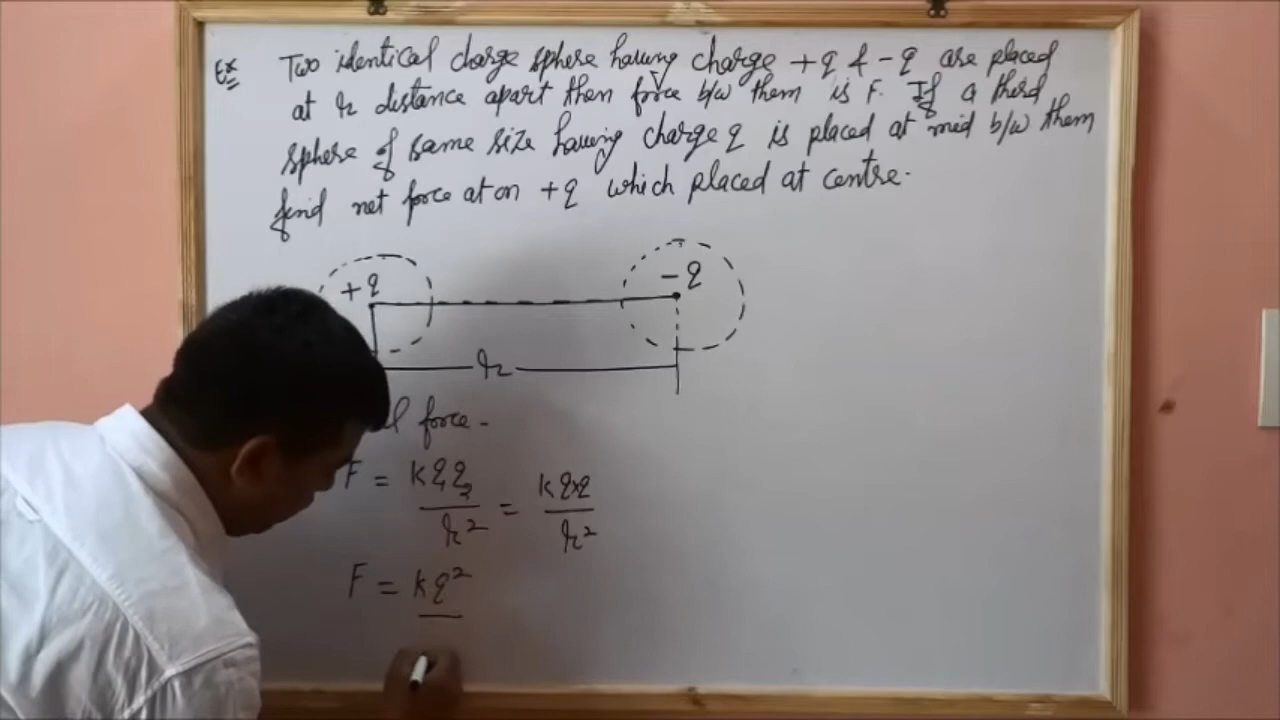 Ex Two identical charge sphere having charge +q & -q are placed
at r distance apart then force b/w them is F. If a third
sphere of same size having charge q is placed at mid b/w them
find net force at on +q which placed at centre.
+q -q
r
force -
F = kq1q2/r² = kq×q/r²
F = kq²